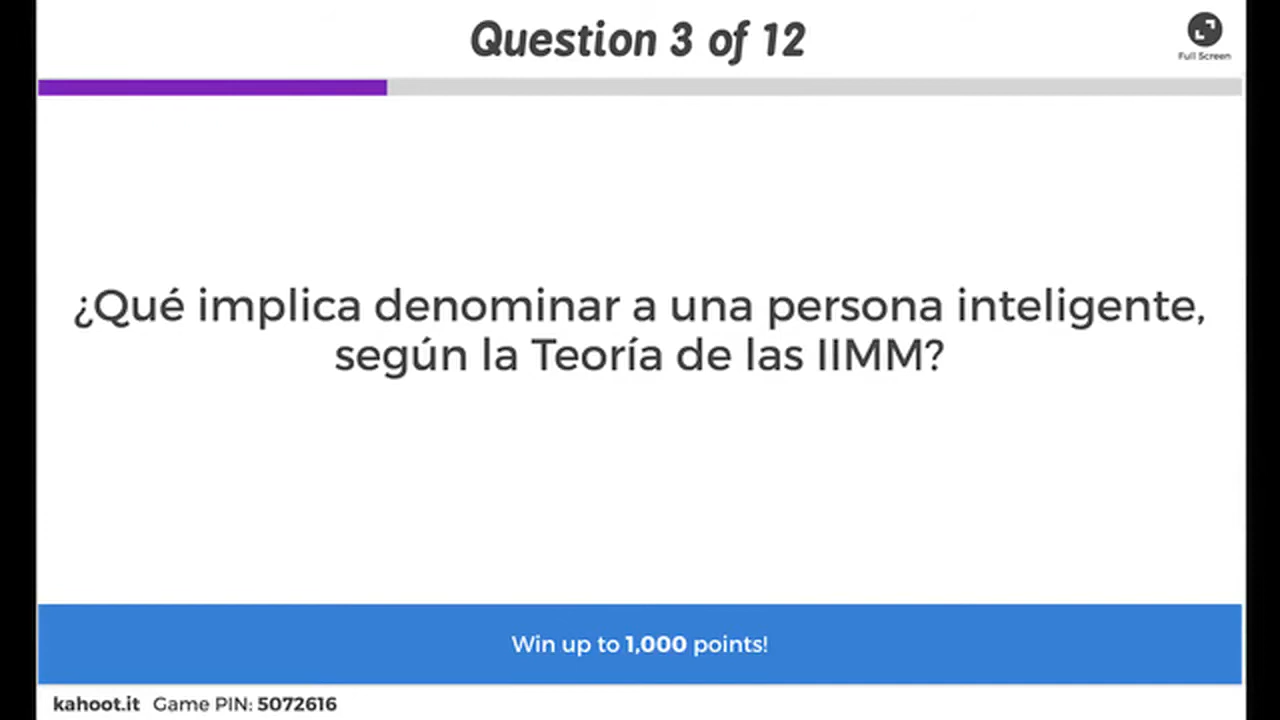 Question 3 of 12
Full Screen
¿Qué implica denominar a una persona inteligente,
según la Teoría de las IIMM?
Win up to 1,000 points!
kahoot.it Game PIN: 5072616